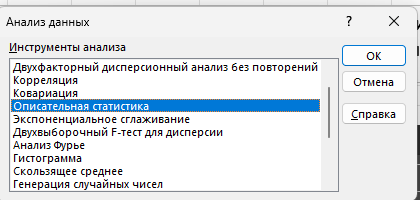 Анализ данных
?
Инструменты анализа
Двухфакторный дисперсионный анализ без повторений
Корреляция
Ковариация
Описательная статистика
Экспоненциальное сглаживание
Двухвыборочный F-тест для дисперсии
Анализ Фурье
Гистограмма
Скользящее среднее
Генерация случайных чисел
ОК
Отмена
Справка